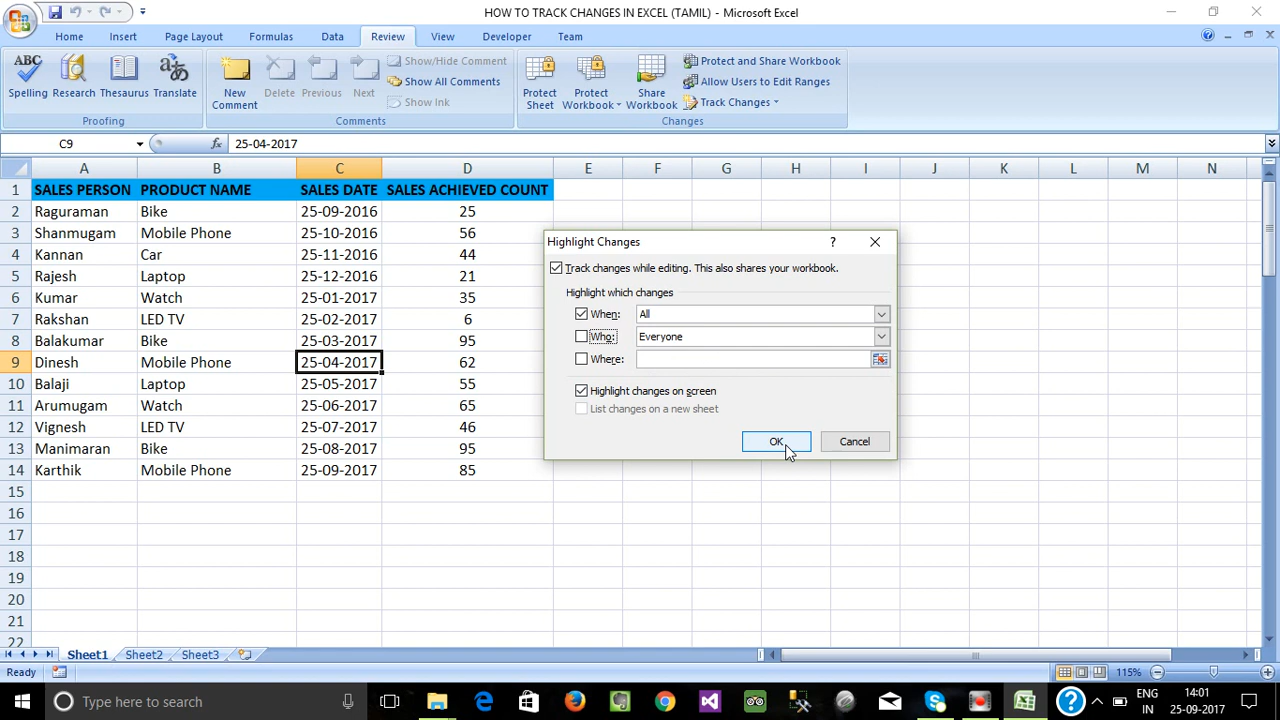 HOW TO TRACK CHANGES IN EXCEL (TAMIL) - Microsoft Excel
Home Insert Page Layout Formulas Data Review View Developer Team
ABC Spelling Research Thesaurus Translate
Proofing
New Comment Delete Previous Next
Show/Hide Comment
Show All Comments
Show Ink
Comments
Protect Sheet Protect Workbook Share Workbook
Protect and Share Workbook
Allow Users to Edit Ranges
Track Changes
Changes
C9 fx 25-04-2017
A B C D E F G H I J K L M N
1 SALES PERSON PRODUCT NAME SALES DATE SALES ACHIEVED COUNT
2 Raguraman Bike 25-09-2016 25
3 Shanmugam Mobile Phone 25-10-2016 56
4 Kannan Car 25-11-2016 44
5 Rajesh Laptop 25-12-2016 21
6 Kumar Watch 25-01-2017 35
7 Rakshan LED TV 25-02-2017 6
8 Balakumar Bike 25-03-2017 95
9 Dinesh Mobile Phone 25-04-2017 62
10 Balaji Laptop 25-05-2017 55
11 Arumugam Watch 25-06-2017 65
12 Vignesh LED TV 25-07-2017 46
13 Manimaran Bike 25-08-2017 95
14 Karthik Mobile Phone 25-09-2017 85
15
16
17
18
19
20
21
22
Highlight Changes ?
Track changes while editing. This also shares your workbook.
Highlight which changes
When: All
Who: Everyone
Where:
Highlight changes on screen
List changes on a new sheet
OK Cancel
Sheet1 Sheet2 Sheet3
Ready 115%
Type here to search
ENG 14:01
IN 25-09-2017